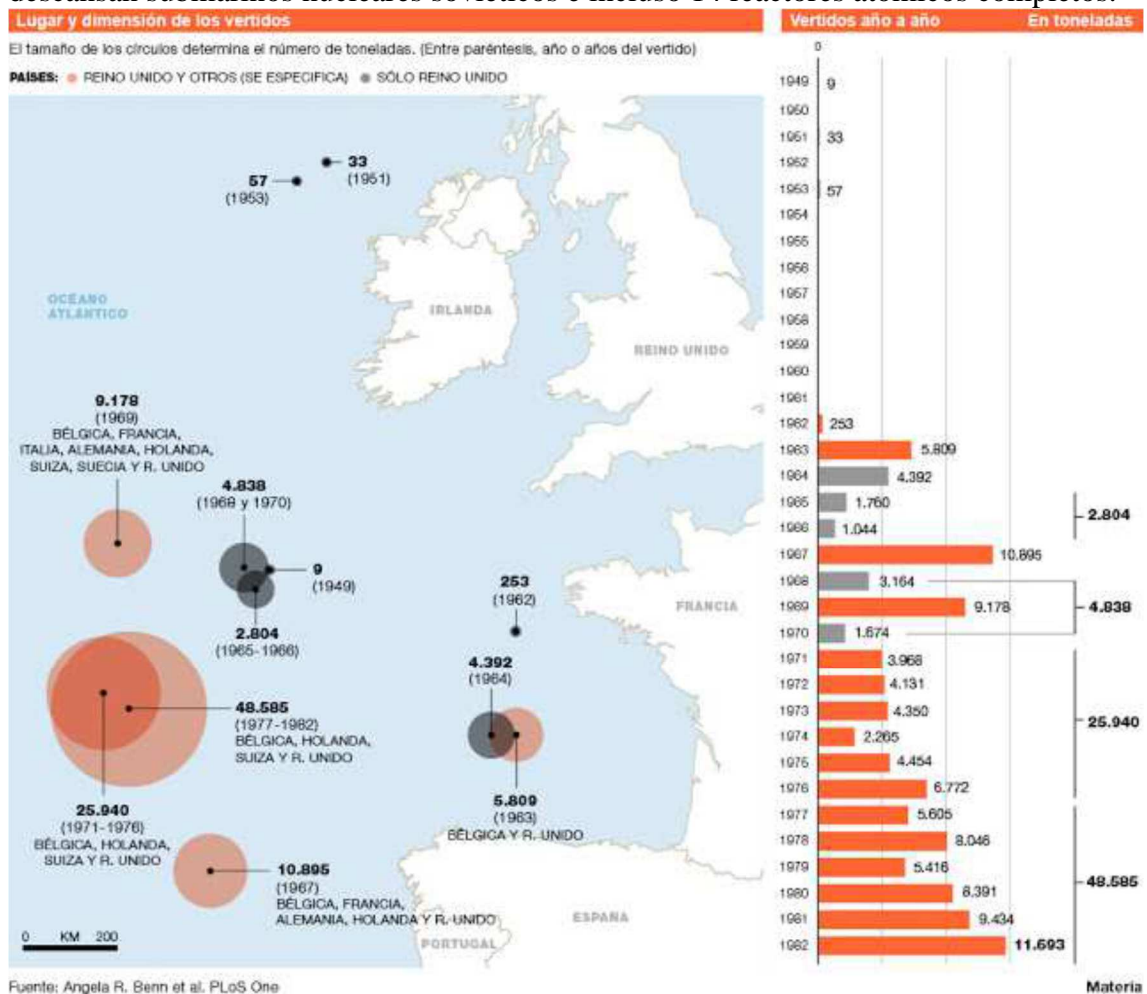 descansan submarinos nucleares soviéticos e incluso 14 reactores atómicos completos.
Lugar y dimensión de los vertidos
El tamaño de los círculos determina el número de toneladas. (Entre paréntesis, año o años del vertido)
PAÍSES: REINO UNIDO Y OTROS (SE ESPECIFICA) SÓLO REINO UNIDO
33
(1951)
57
(1953)
OCÉANO
ATLÁNTICO
IRLANDA
REINO UNIDO
9.178
(1969)
BÉLGICA, FRANCIA,
ITALIA, ALEMANIA, HOLANDA,
SUIZA, SUECIA Y R. UNIDO
4.838
(1968 y 1970)
9
(1949)
2.804
(1965-1966)
253
(1962)
FRANCIA
4.392
(1964)
48.585
(1977-1982)
BÉLGICA, HOLANDA,
SUIZA Y R. UNIDO
25.940
(1971-1976)
BÉLGICA, HOLANDA,
SUIZA Y R. UNIDO
5.809
(1963)
BÉLGICA Y R. UNIDO
10.895
(1967)
BÉLGICA, FRANCIA,
ALEMANIA, HOLANDA Y R. UNIDO
ESPAÑA
PORTUGAL
0 KM 200
Fuente: Angela R. Benn et al. PLoS One
Vertidos año a año En toneladas
0
1949 9
1950
1951 33
1952
1953 57
1954
1955
1956
1957
1958
1959
1960
1961
1962 253
1963 5.809
1964 4.392
1965 1.760
1966 1.044
2.804
1967 10.895
1968 3.164
1969 9.178
1970 1.674
4.838
1971 3.968
1972 4.131
1973 4.350
1974 2.265
1975 4.454
1976 6.772
25.940
1977 5.605
1978 8.046
1979 5.416
1980 8.391
1981 9.434
1982 11.693
48.585
Materia